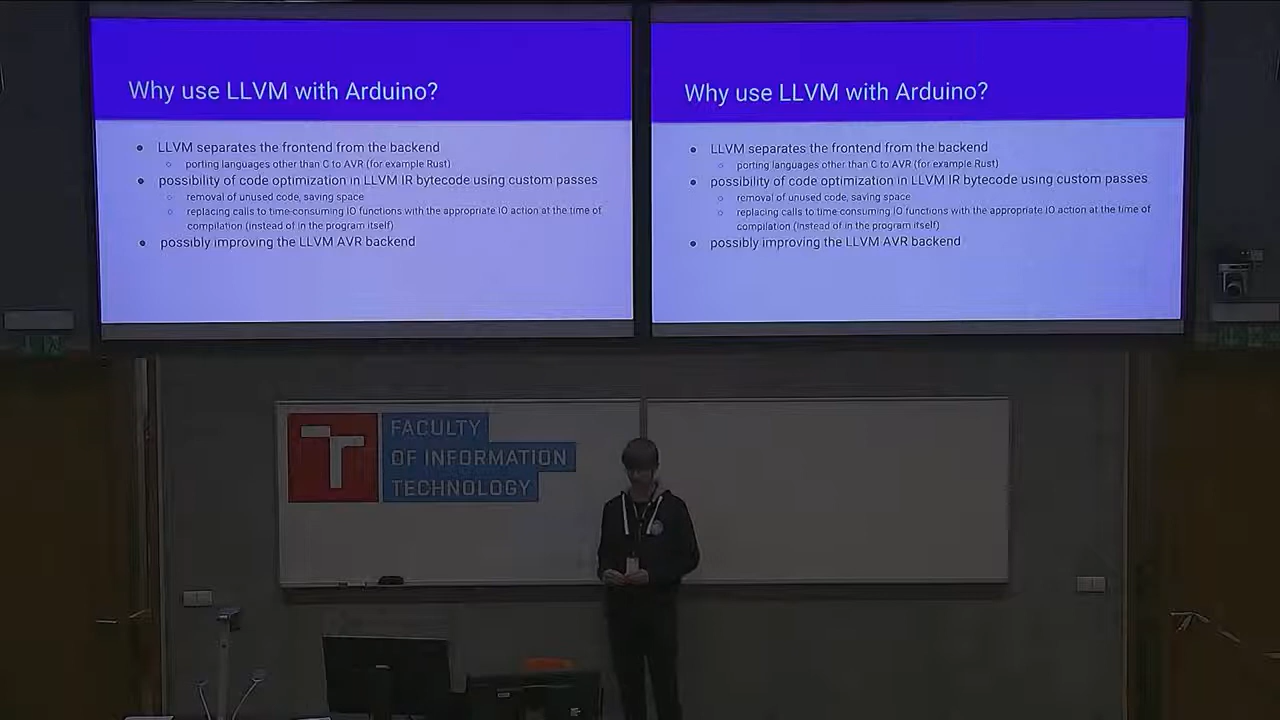 Why use LLVM with Arduino?
LLVM separates the frontend from the backend
porting languages other than C to AVR (for example Rust)
possibility of code optimization in LLVM IR bytecode using custom passes
removal of unused code, saving space
replacing calls to time-consuming IO functions with the appropriate IO action at the time of
compilation (instead of in the program itself)
possibly improving the LLVM AVR backend
Why use LLVM with Arduino?
LLVM separates the frontend from the backend
porting languages other than C to AVR (for example Rust)
possibility of code optimization in LLVM IR bytecode using custom passes
removal of unused code, saving space
replacing calls to time-consuming IO functions with the appropriate IO action at the time of
compilation (instead of in the program itself)
possibly improving the LLVM AVR backend
T FACULTY
OF INFORMATION
TECHNOLOGY